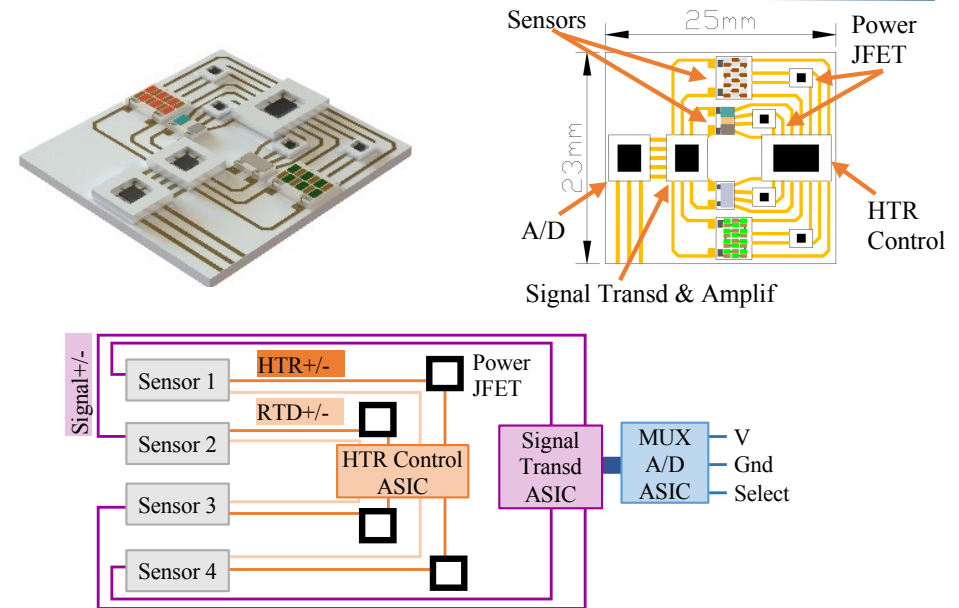 Sensors
25mm
Power
JFET
23mm
A/D
HTR
Control
Signal Transd & Amplif
Signal+/-
Sensor 1
HTR+/-
Power
JFET
RTD+/-
Sensor 2
HTR Control
ASIC
Signal
Transd
ASIC
MUX
A/D
ASIC
V
Gnd
Select
Sensor 3
Sensor 4